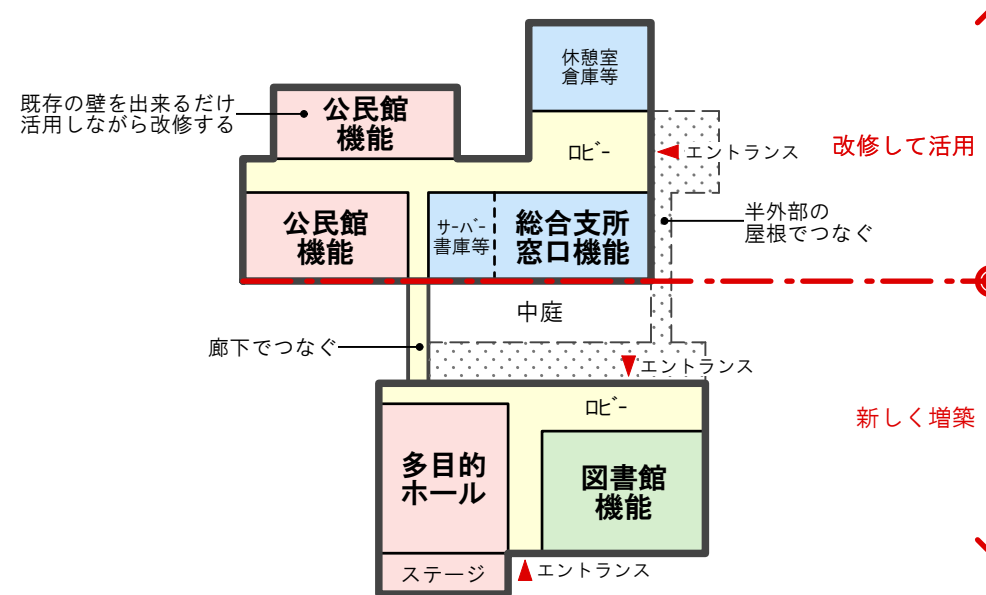 休憩室
倉庫等
既存の壁を出来るだけ
活用しながら改修する
公民館
機能
ロビー
エントランス
改修して活用
公民館
機能
サーバー
書庫等
総合支所
窓口機能
半外部の
屋根でつなぐ
中庭
廊下でつなぐ
エントランス
ロビー
新しく増築
多目的
ホール
図書館
機能
ステージ
エントランス